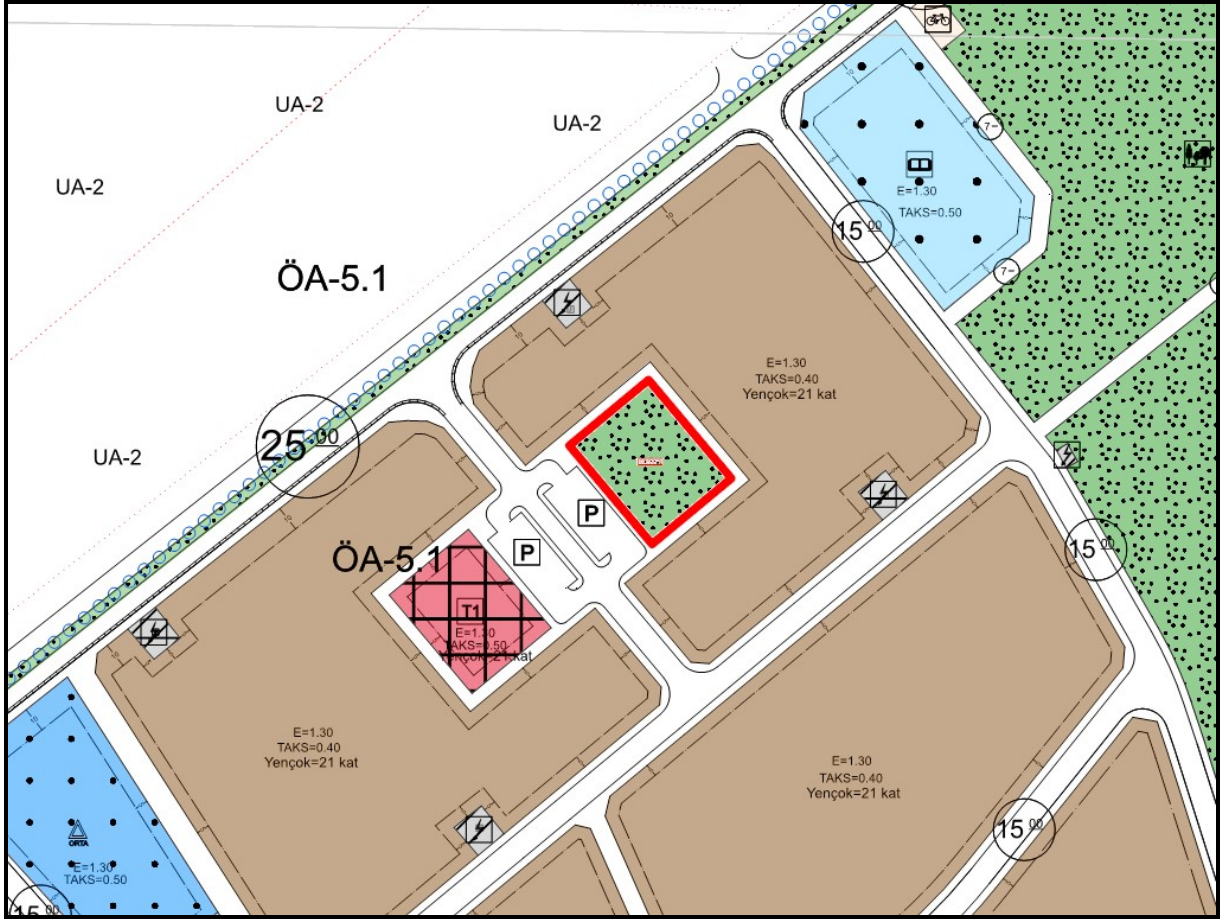 UA-2
UA-2
UA-2
7
E=1.30
TAKS=0.50
15.00
ÖA-5.1
7
E=1.30
TAKS=0.40
Yençok=21 kat
25.00
UA-2
P
P
15.00
ÖA-5.1
T1
E=1.30
TAKS=0.50
Yençok=21 kat
E=1.30
TAKS=0.40
Yençok=21 kat
E=1.30
TAKS=0.40
Yençok=21 kat
15.00
ORTA
E=1.30
TAKS=0.50
15.00